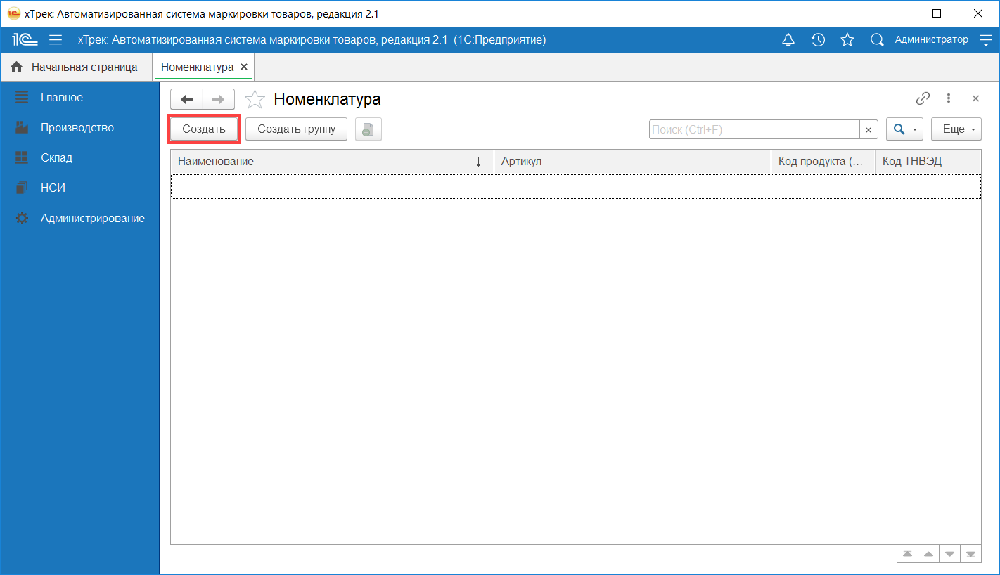 хТрек: Автоматизированная система маркировки товаров, редакция 2.1
1С хТрек: Автоматизированная система маркировки товаров, редакция 2.1 (1С:Предприятие) Администратор
Начальная страница Номенклатура
Главное
Производство
Склад
НСИ
Администрирование
Номенклатура
Создать Создать группу Поиск (Ctrl+F) Еще
Наименование Артикул Код продукта (... Код ТНВЭД